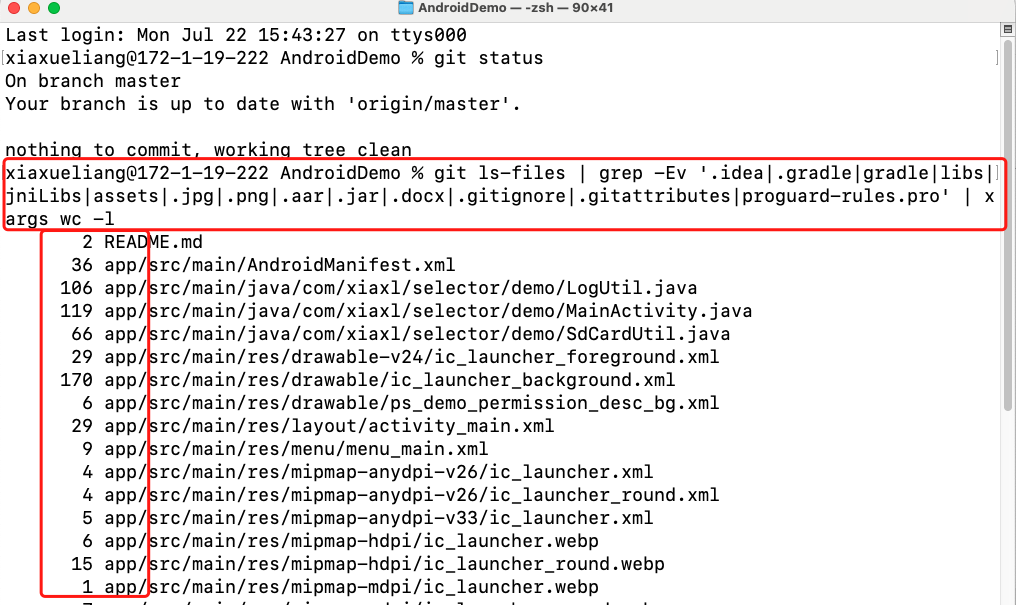 AndroidDemo — -zsh — 90×41
Last login: Mon Jul 22 15:43:27 on ttys000
[xiaxueliang@172-1-19-222 AndroidDemo % git status ]
On branch master
Your branch is up to date with 'origin/master'.
nothing to commit, working tree clean
xiaxueliang@172-1-19-222 AndroidDemo % git ls-files | grep -Ev '.idea|.gradle|gradle|libs|]
jniLibs|assets|.jpg|.png|.aar|.jar|.docx|.gitignore|.gitattributes|proguard-rules.pro' | x
args wc -l
2 README.md
36 app/src/main/AndroidManifest.xml
106 app/src/main/java/com/xiaxl/selector/demo/LogUtil.java
119 app/src/main/java/com/xiaxl/selector/demo/MainActivity.java
66 app/src/main/java/com/xiaxl/selector/demo/SdCardUtil.java
29 app/src/main/res/drawable-v24/ic_launcher_foreground.xml
170 app/src/main/res/drawable/ic_launcher_background.xml
6 app/src/main/res/drawable/ps_demo_permission_desc_bg.xml
29 app/src/main/res/layout/activity_main.xml
9 app/src/main/res/menu/menu_main.xml
4 app/src/main/res/mipmap-anydpi-v26/ic_launcher.xml
4 app/src/main/res/mipmap-anydpi-v26/ic_launcher_round.xml
5 app/src/main/res/mipmap-anydpi-v33/ic_launcher.xml
6 app/src/main/res/mipmap-hdpi/ic_launcher.webp
15 app/src/main/res/mipmap-hdpi/ic_launcher_round.webp
1 app/src/main/res/mipmap-mdpi/ic_launcher.webp